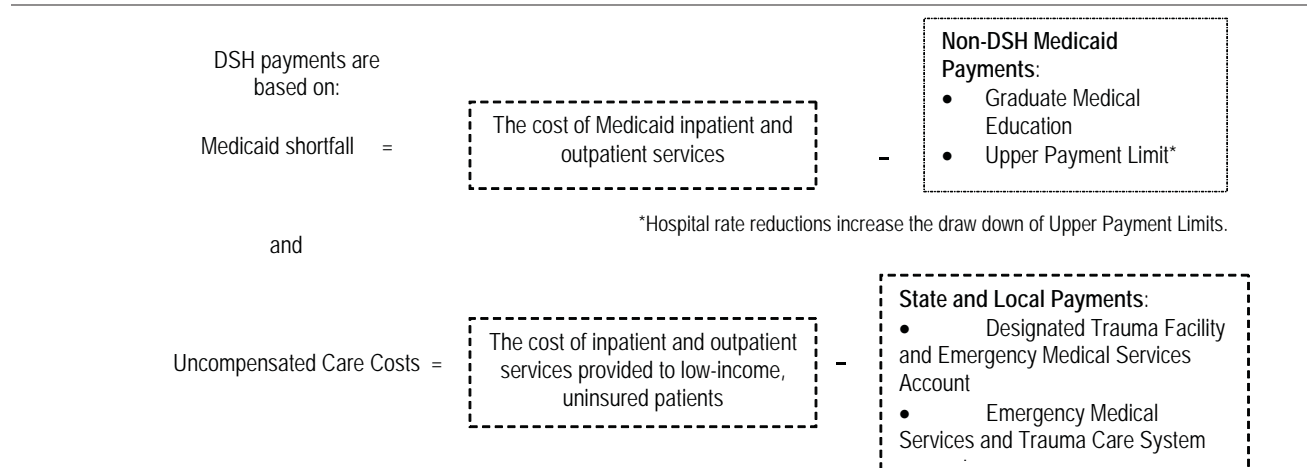 DSH payments are
based on:
Medicaid shortfall =
The cost of Medicaid inpatient and
outpatient services
-
Non-DSH Medicaid
Payments:
• Graduate Medical
Education
• Upper Payment Limit*
*Hospital rate reductions increase the draw down of Upper Payment Limits.
and
Uncompensated Care Costs =
The cost of inpatient and outpatient
services provided to low-income,
uninsured patients
-
State and Local Payments:
• Designated Trauma Facility
and Emergency Medical Services
Account
• Emergency Medical
Services and Trauma Care System